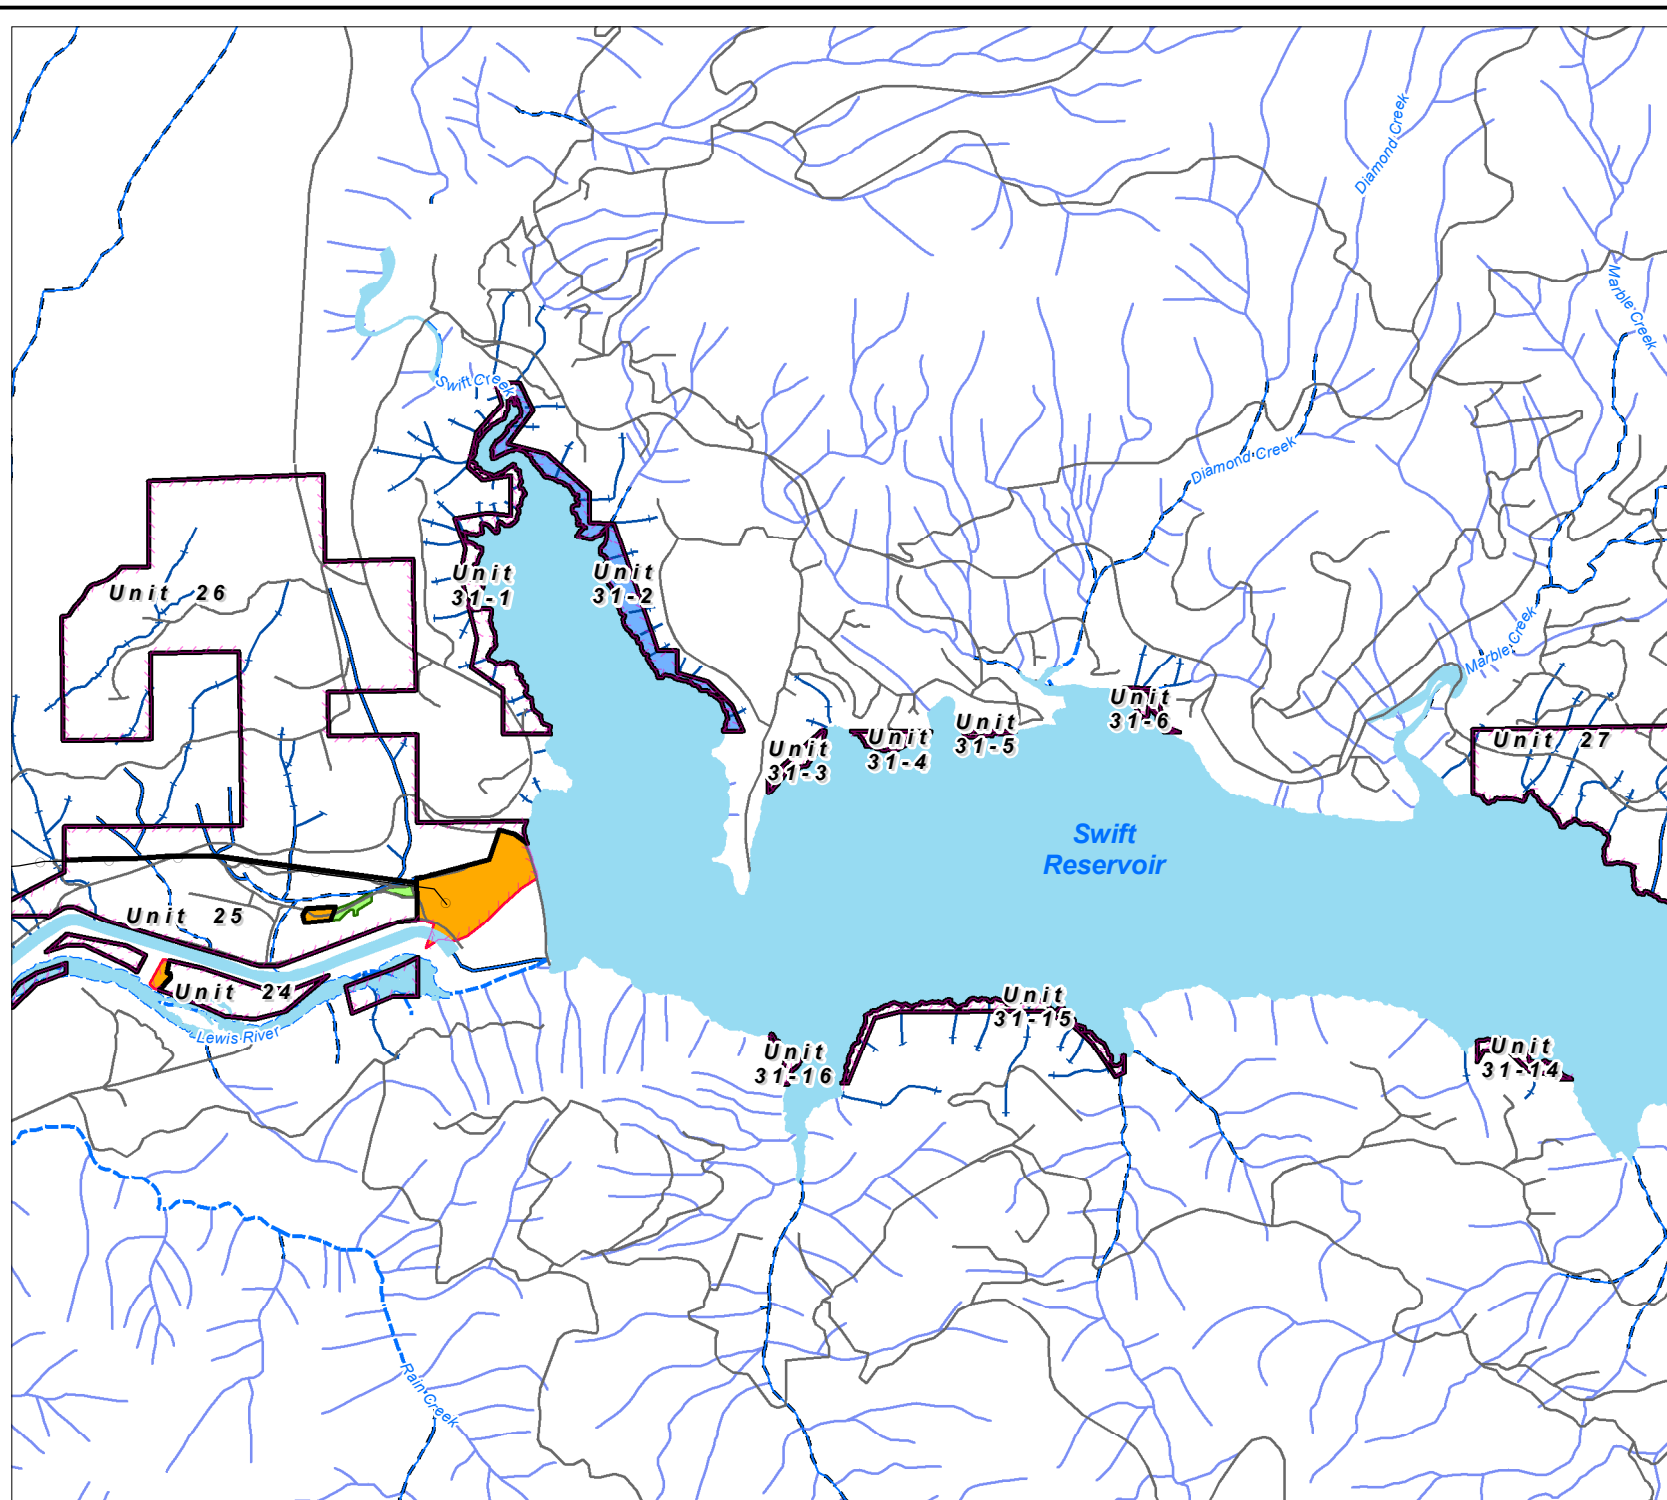 Diamond Creek
Marble Creek
Swift Creek
Diamond Creek
Unit
31-1
Unit
31-2
Unit 26
Marble Creek
Unit
31-6
Unit
31-5
Unit
31-4
Unit
31-3
Unit 27
Swift
Reservoir
Unit 25
Unit 24
Lewis River
Unit
31-15
Unit
31-16
Unit
31-14
Rain Creek